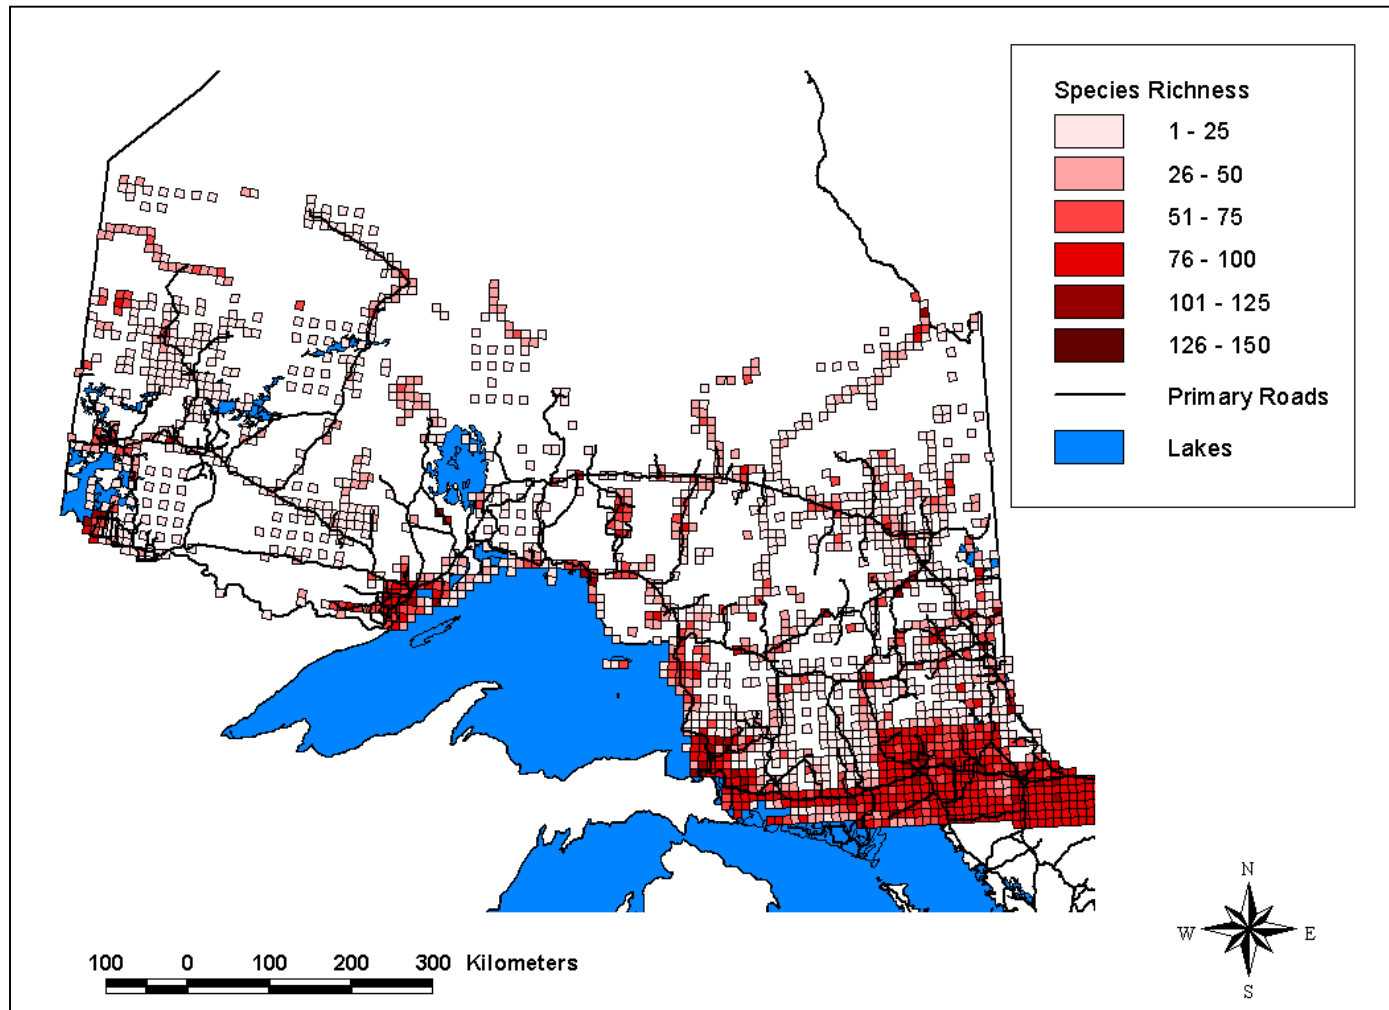 Species Richness
1 - 25
26 - 50
51 - 75
76 - 100
101 - 125
126 - 150
Primary Roads
Lakes
N
W E
S
100 0 100 200 300 Kilometers